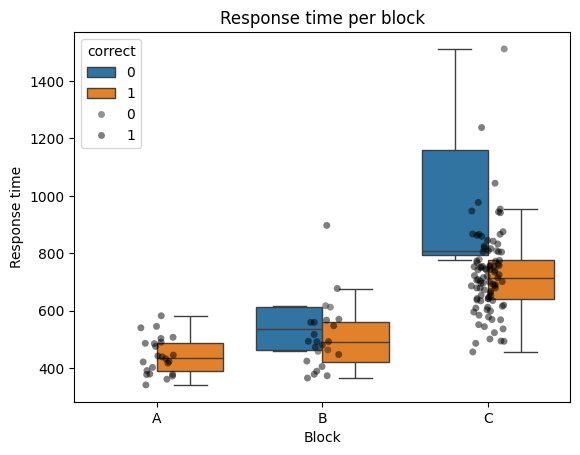 Response time per block
correct
0
1
0
1
1400
1200
1000
800
600
400
Response time
A B C
Block